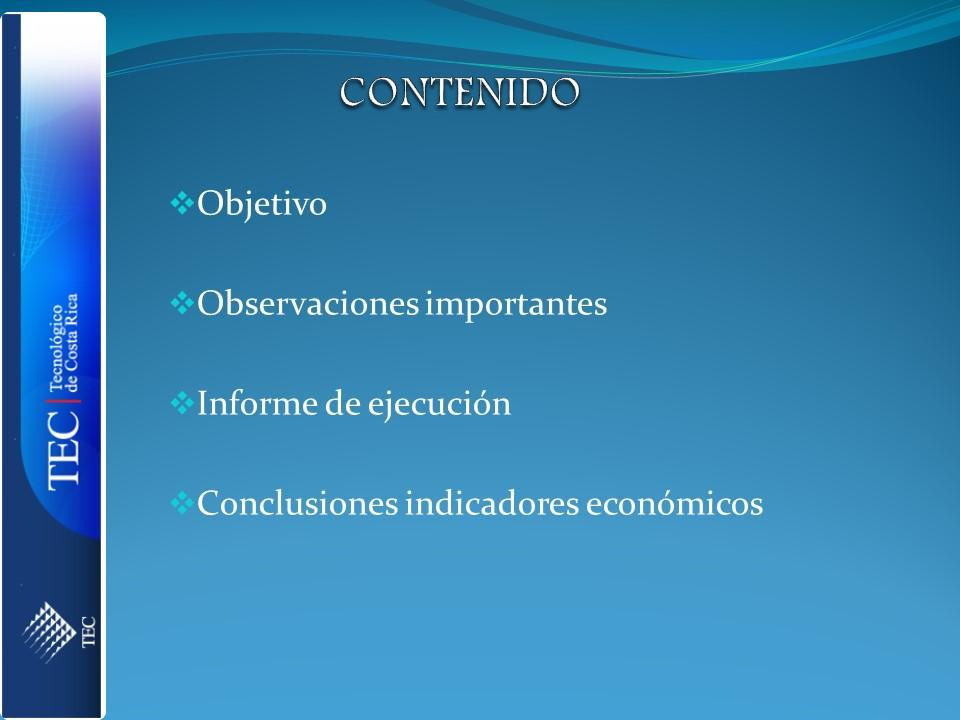 CONTENIDO
Objetivo
Observaciones importantes
Informe de ejecución
Conclusiones indicadores económicos
TEC | Tecnológico
de Costa Rica
TEC